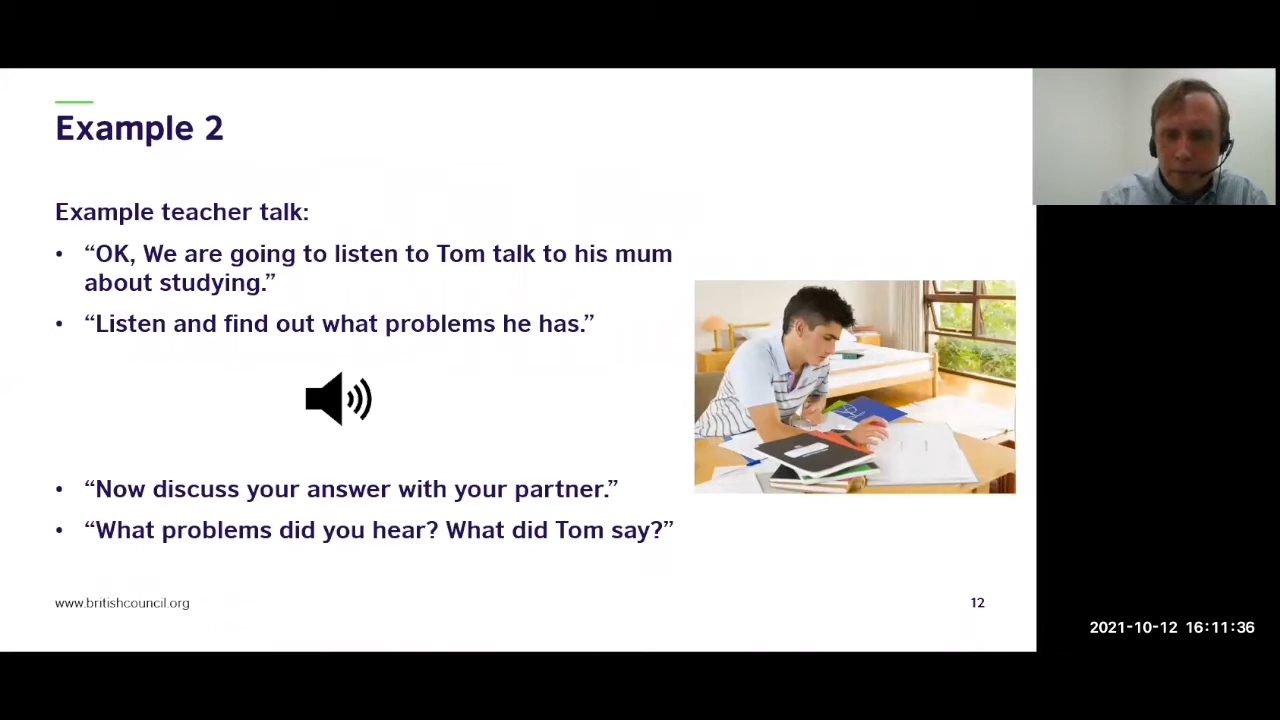 Example 2
Example teacher talk:
• “OK, We are going to listen to Tom talk to his mum
about studying.”
• “Listen and find out what problems he has.”
• “Now discuss your answer with your partner.”
• “What problems did you hear? What did Tom say?”
www.britishcouncil.org
12
2021-10-12 16:11:36